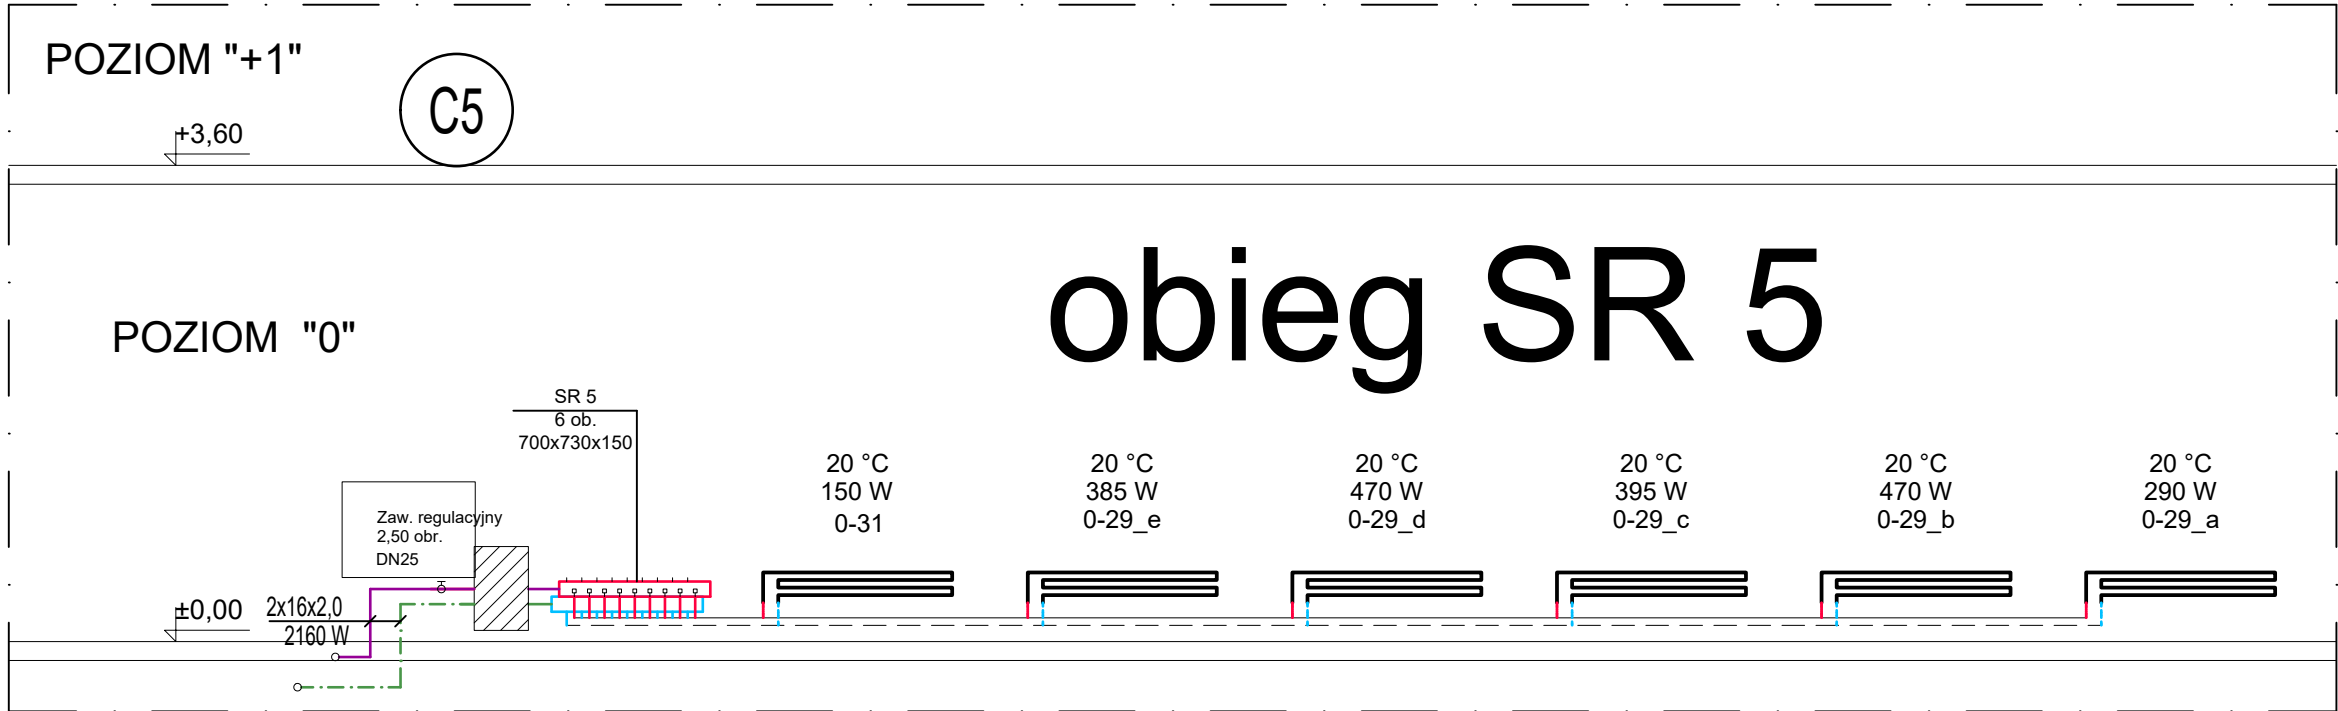 POZIOM "+1"
C5
+3,60
obieg SR 5
POZIOM "0"
SR 5
6 ob.
700x730x150
20 °C
150 W
0-31
20 °C
385 W
0-29_e
20 °C
470 W
0-29_d
20 °C
395 W
0-29_c
20 °C
470 W
0-29_b
20 °C
290 W
0-29_a
Zaw. regulacyjny
2,50 obr.
DN25
±0,00
2x16x2,0
2160 W